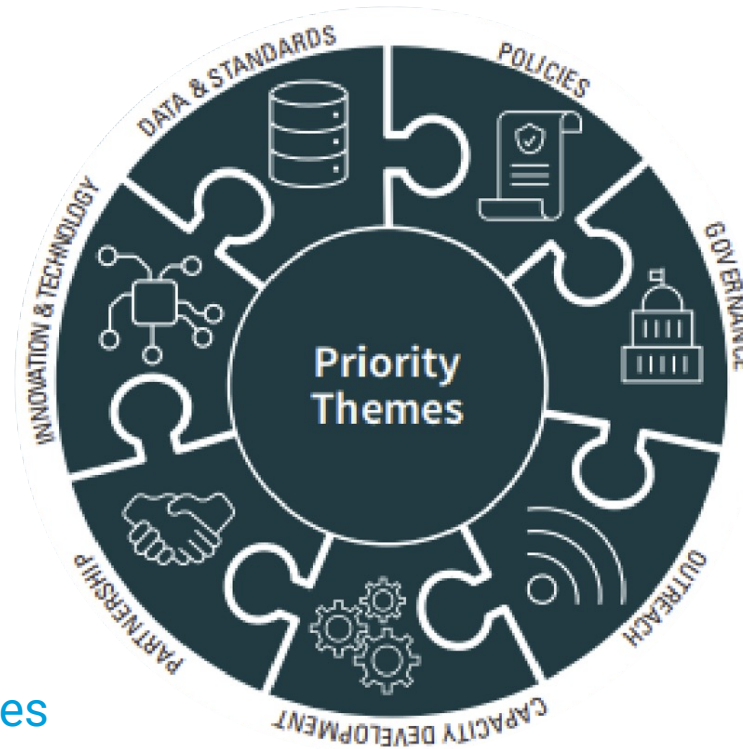 DATA & STANDARDS
POLICIES
GOVERNANCE
OUTREACH
CAPACITY DEVELOPMENT
PARTNERSHIP
INNOVATION & TECHNOLOGY
Priority
Themes
es